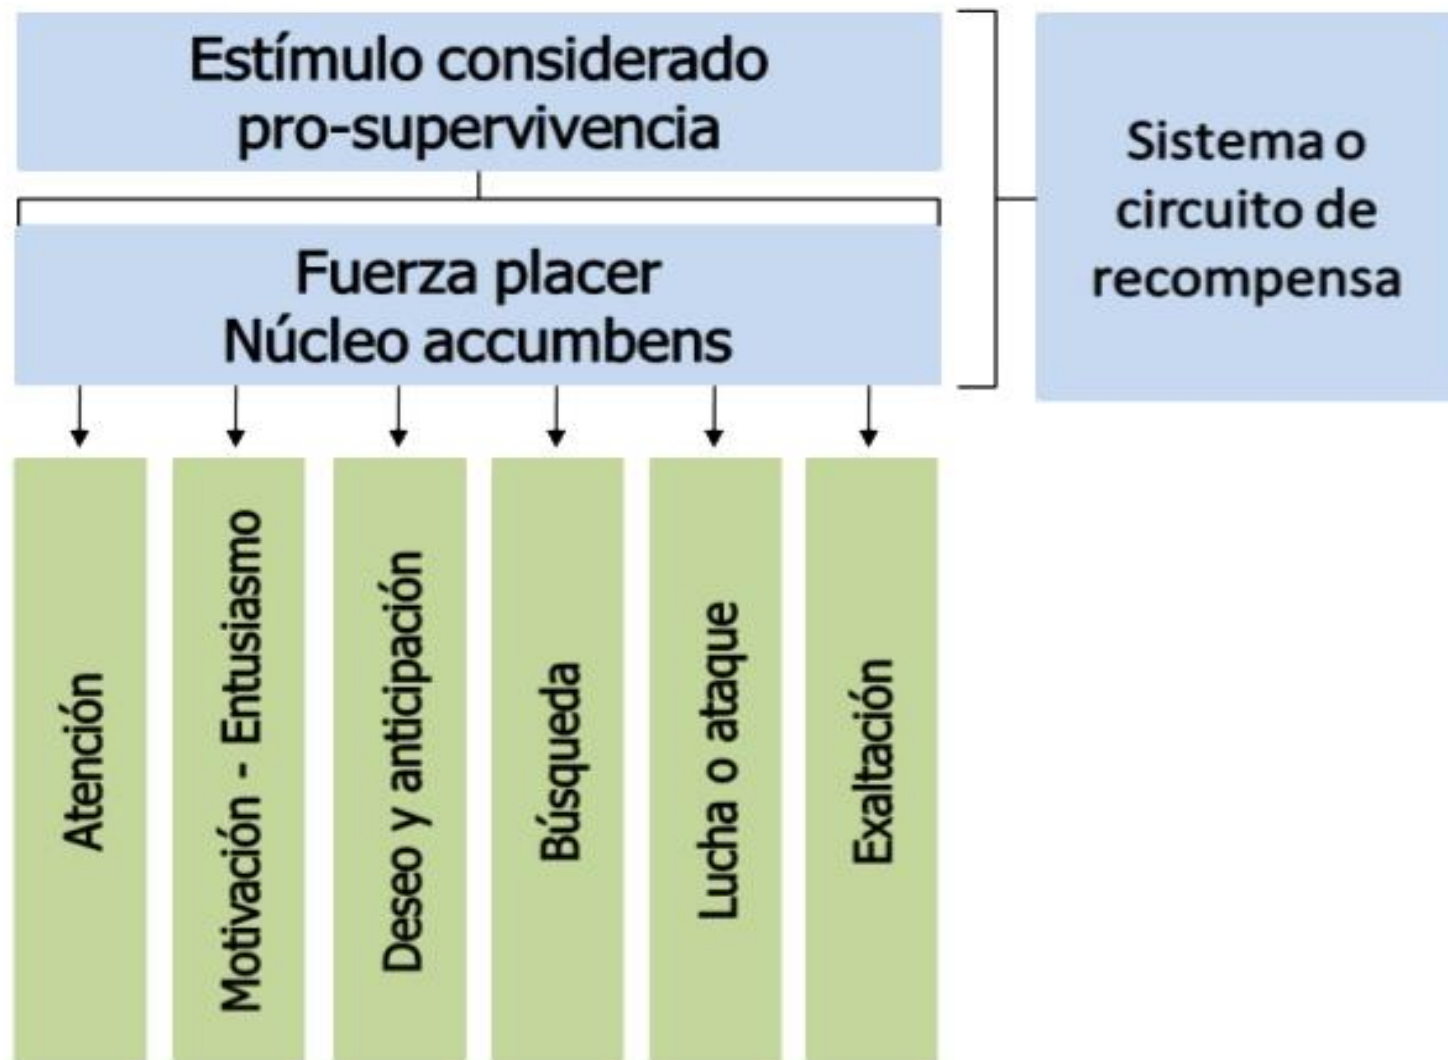 Estímulo considerado
pro-supervivencia
Sistema o
circuito de
recompensa
Fuerza placer
Núcleo accumbens
Atención
Motivación - Entusiasmo
Deseo y anticipación
Búsqueda
Lucha o ataque
Exaltación